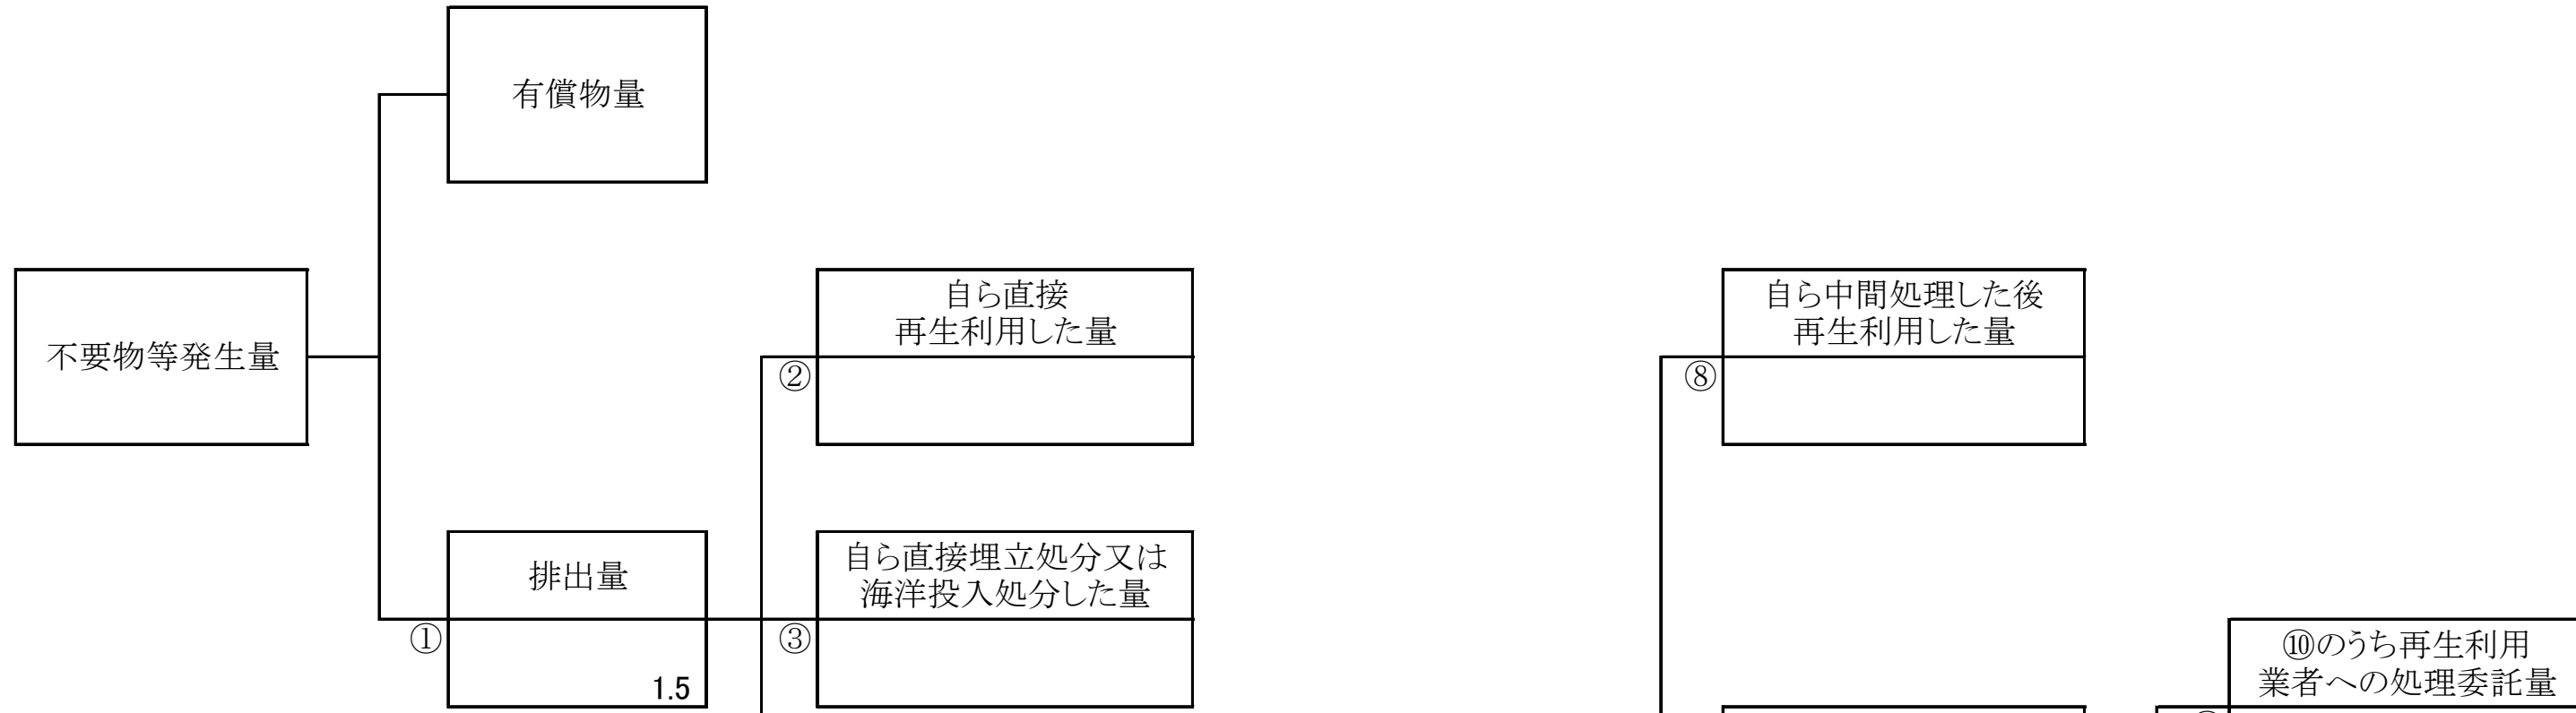 有償物量
不要物等発生量
自ら直接
再生利用した量
②
自ら中間処理した後
再生利用した量
⑧
排出量
①
1.5
自ら直接埋立処分又は
海洋投入処分した量
③
⑩のうち再生利用
業者への処理委託量